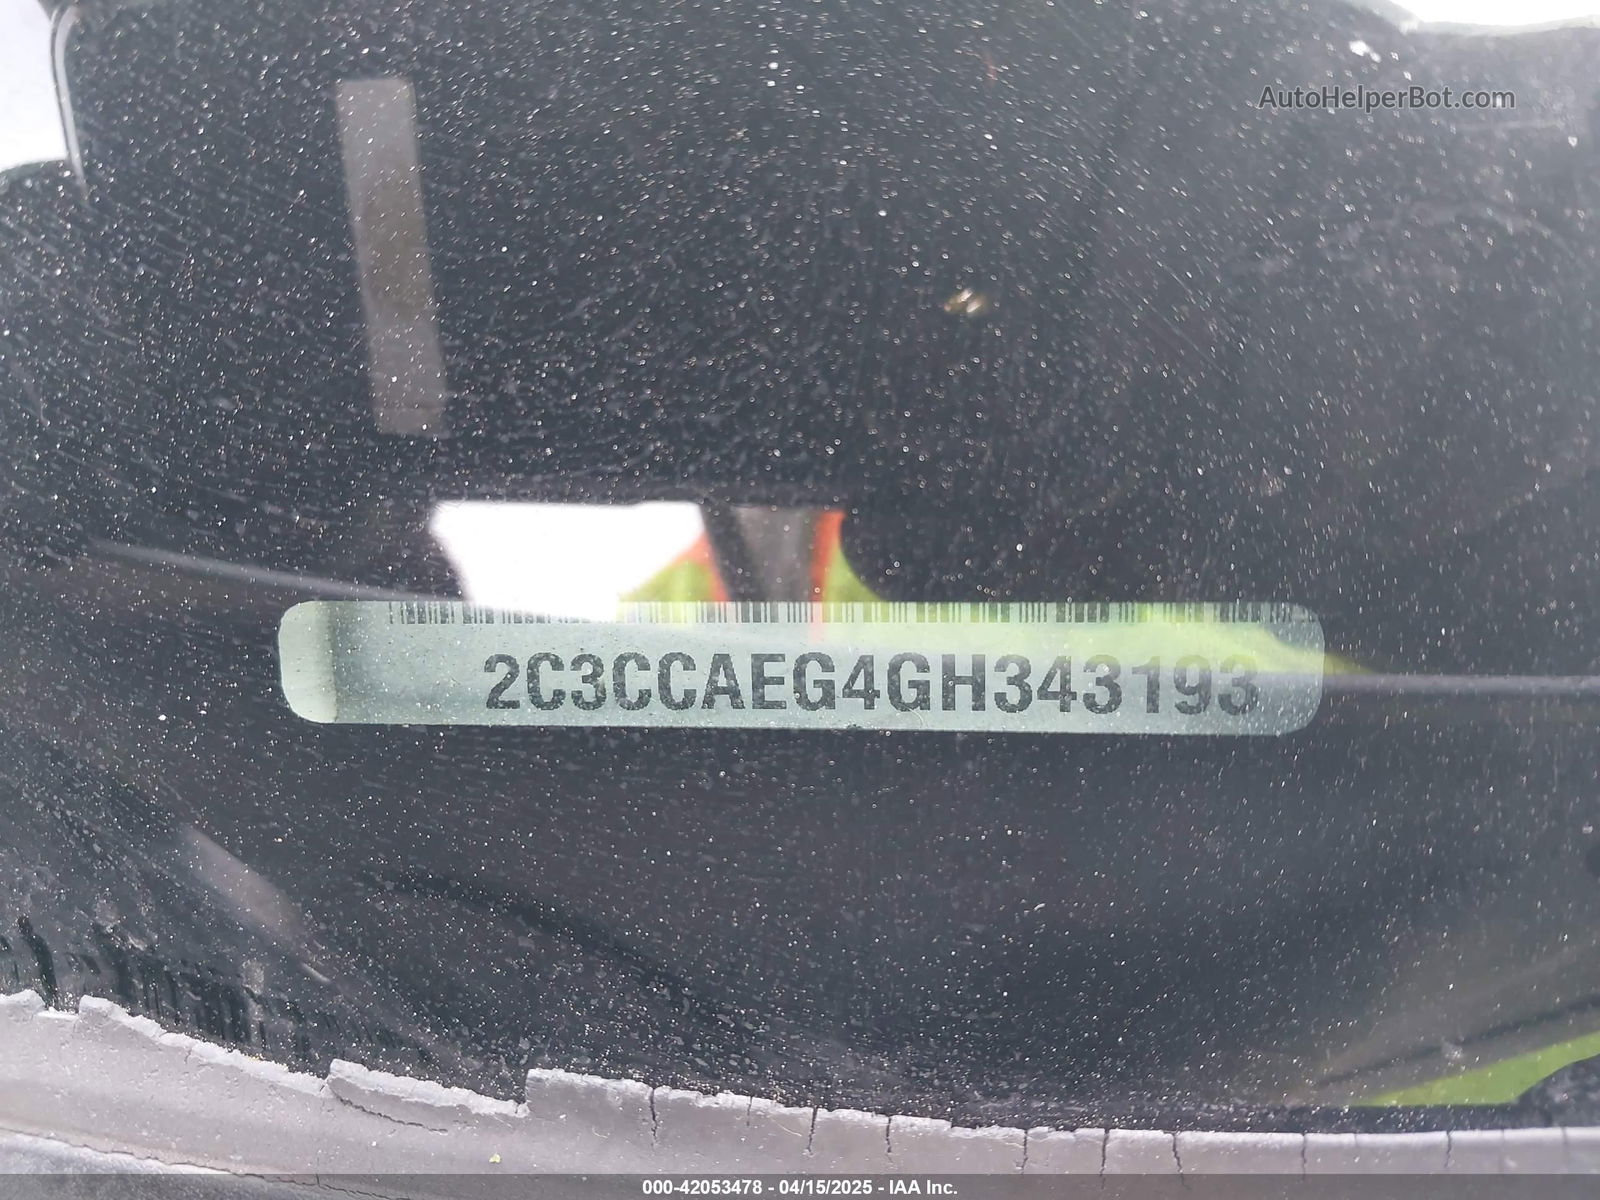 AutoHelperBot.com
2C3CCAEG4GH343193
000-42053478 - 04/15/2025 - IAA Inc.